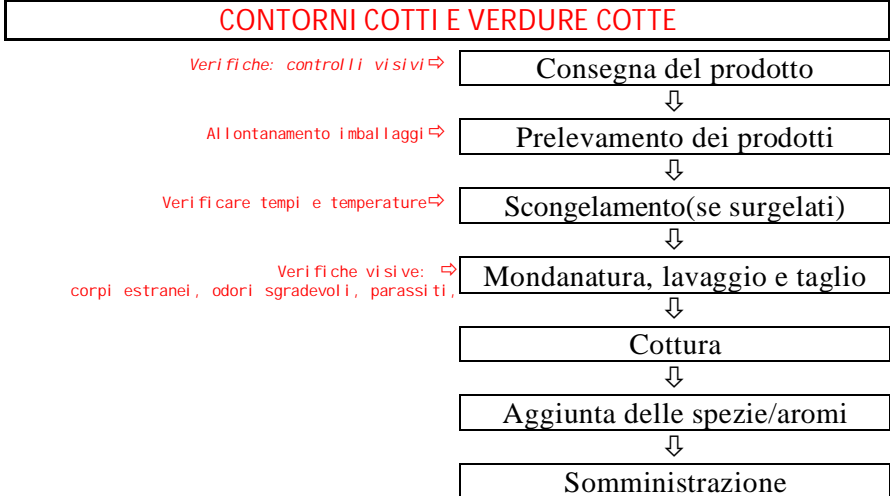 CONTORNI COTTI E VERDURE COTTE
Verifiche: controlli visivi⇨ Consegna del prodotto
⇩
Allontanamento imballaggi⇨ Prelevamento dei prodotti
⇩
Verificare tempi e temperature⇨ Scongelamento(se surgelati)
⇩
Verifiche visive: ⇨ Mondanatura, lavaggio e taglio
corpi estranei, odori sgradevoli, parassiti,
⇩
Cottura
⇩
Aggiunta delle spezie/aromi
⇩
Somministrazione